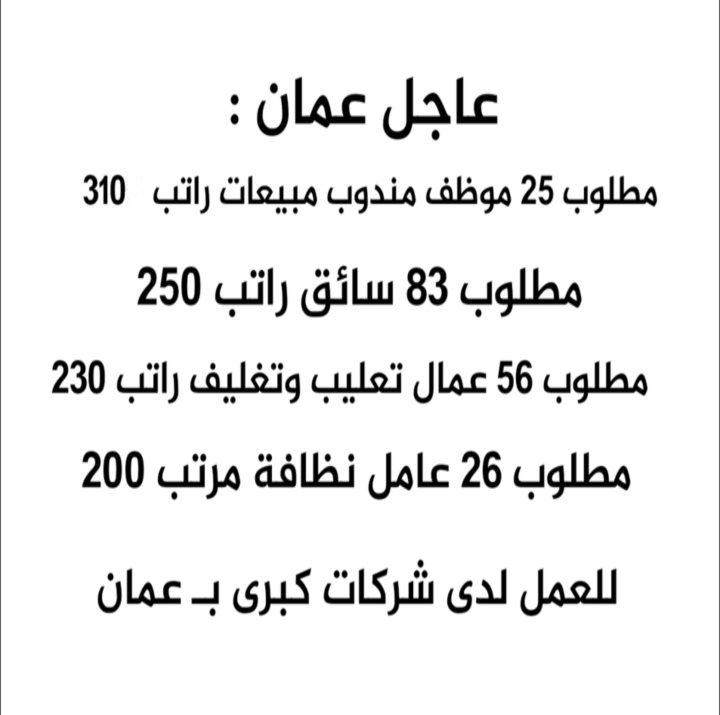 عاجل عمان :
مطلوب 25 موظف مندوب مبيعات راتب 310
مطلوب 83 سائق راتب 250
مطلوب 56 عمال تعليب وتغليف راتب 230
مطلوب 26 عامل نظافة مرتب 200
للعمل لدى شركات كبرى بـ عمان